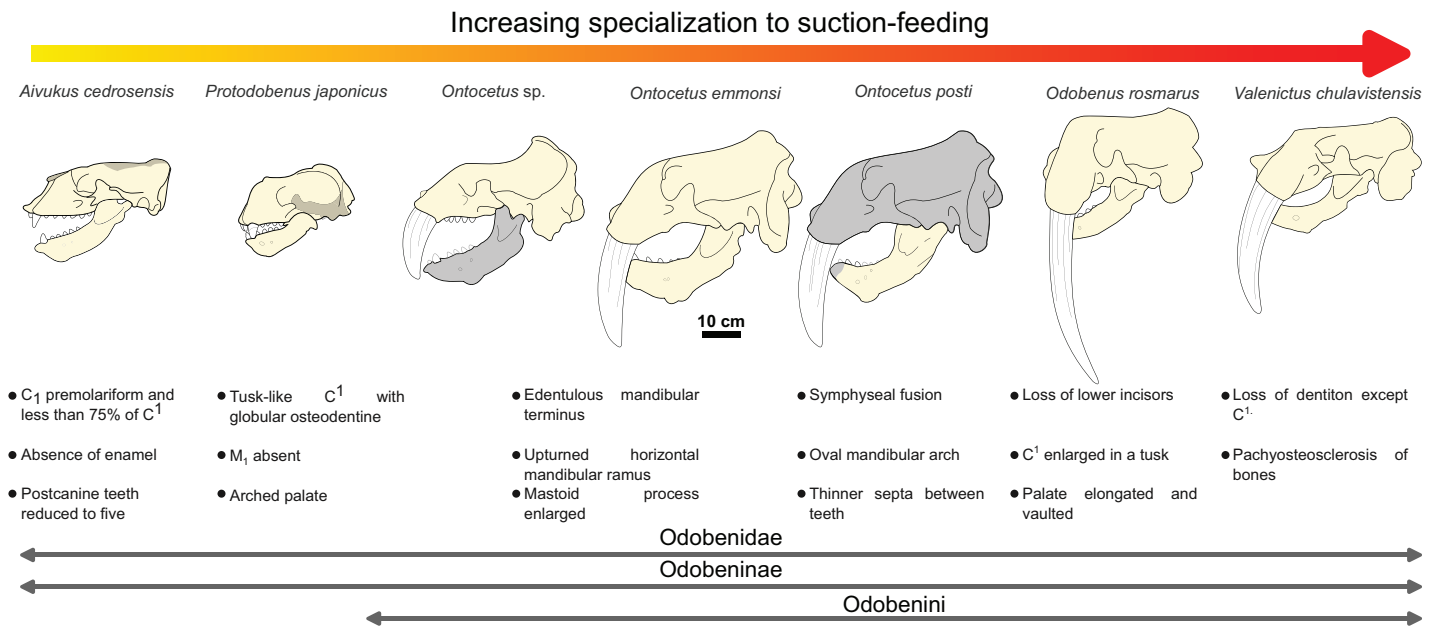 Increasing specialization to suction-feeding
Aivukus cedrosensis
Protodobenus japonicus
Ontocetus sp.
Ontocetus emmonsi
Ontocetus posti
Odobenus rosmarus
Valenictus chulavistensis
10 cm
● C₁ premolariform and
less than 75% of C¹
● Absence of enamel
● Postcanine teeth
reduced to five
● Tusk-like C¹ with
globular osteodentine
● M₁ absent
● Arched palate
● Edentulous mandibular
terminus
● Upturned horizontal
mandibular ramus
● Mastoid process
enlarged
● Symphyseal fusion
● Oval mandibular arch
● Thinner septa between
teeth
● Loss of lower incisors
● C¹ enlarged in a tusk
● Palate elongated and
vaulted
● Loss of dentiton except
C¹.
● Pachyosteosclerosis of
bones
Odobenidae
Odobeninae
Odobenini